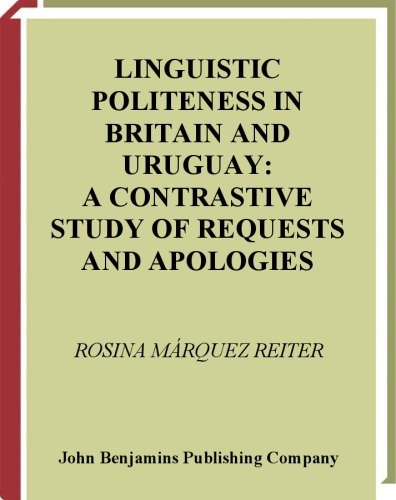 LINGUISTIC
POLITENESS IN
BRITAIN AND
URUGUAY:
A CONTRASTIVE
STUDY OF REQUESTS
AND APOLOGIES
ROSINA MÁRQUEZ REITER
John Benjamins Publishing Company